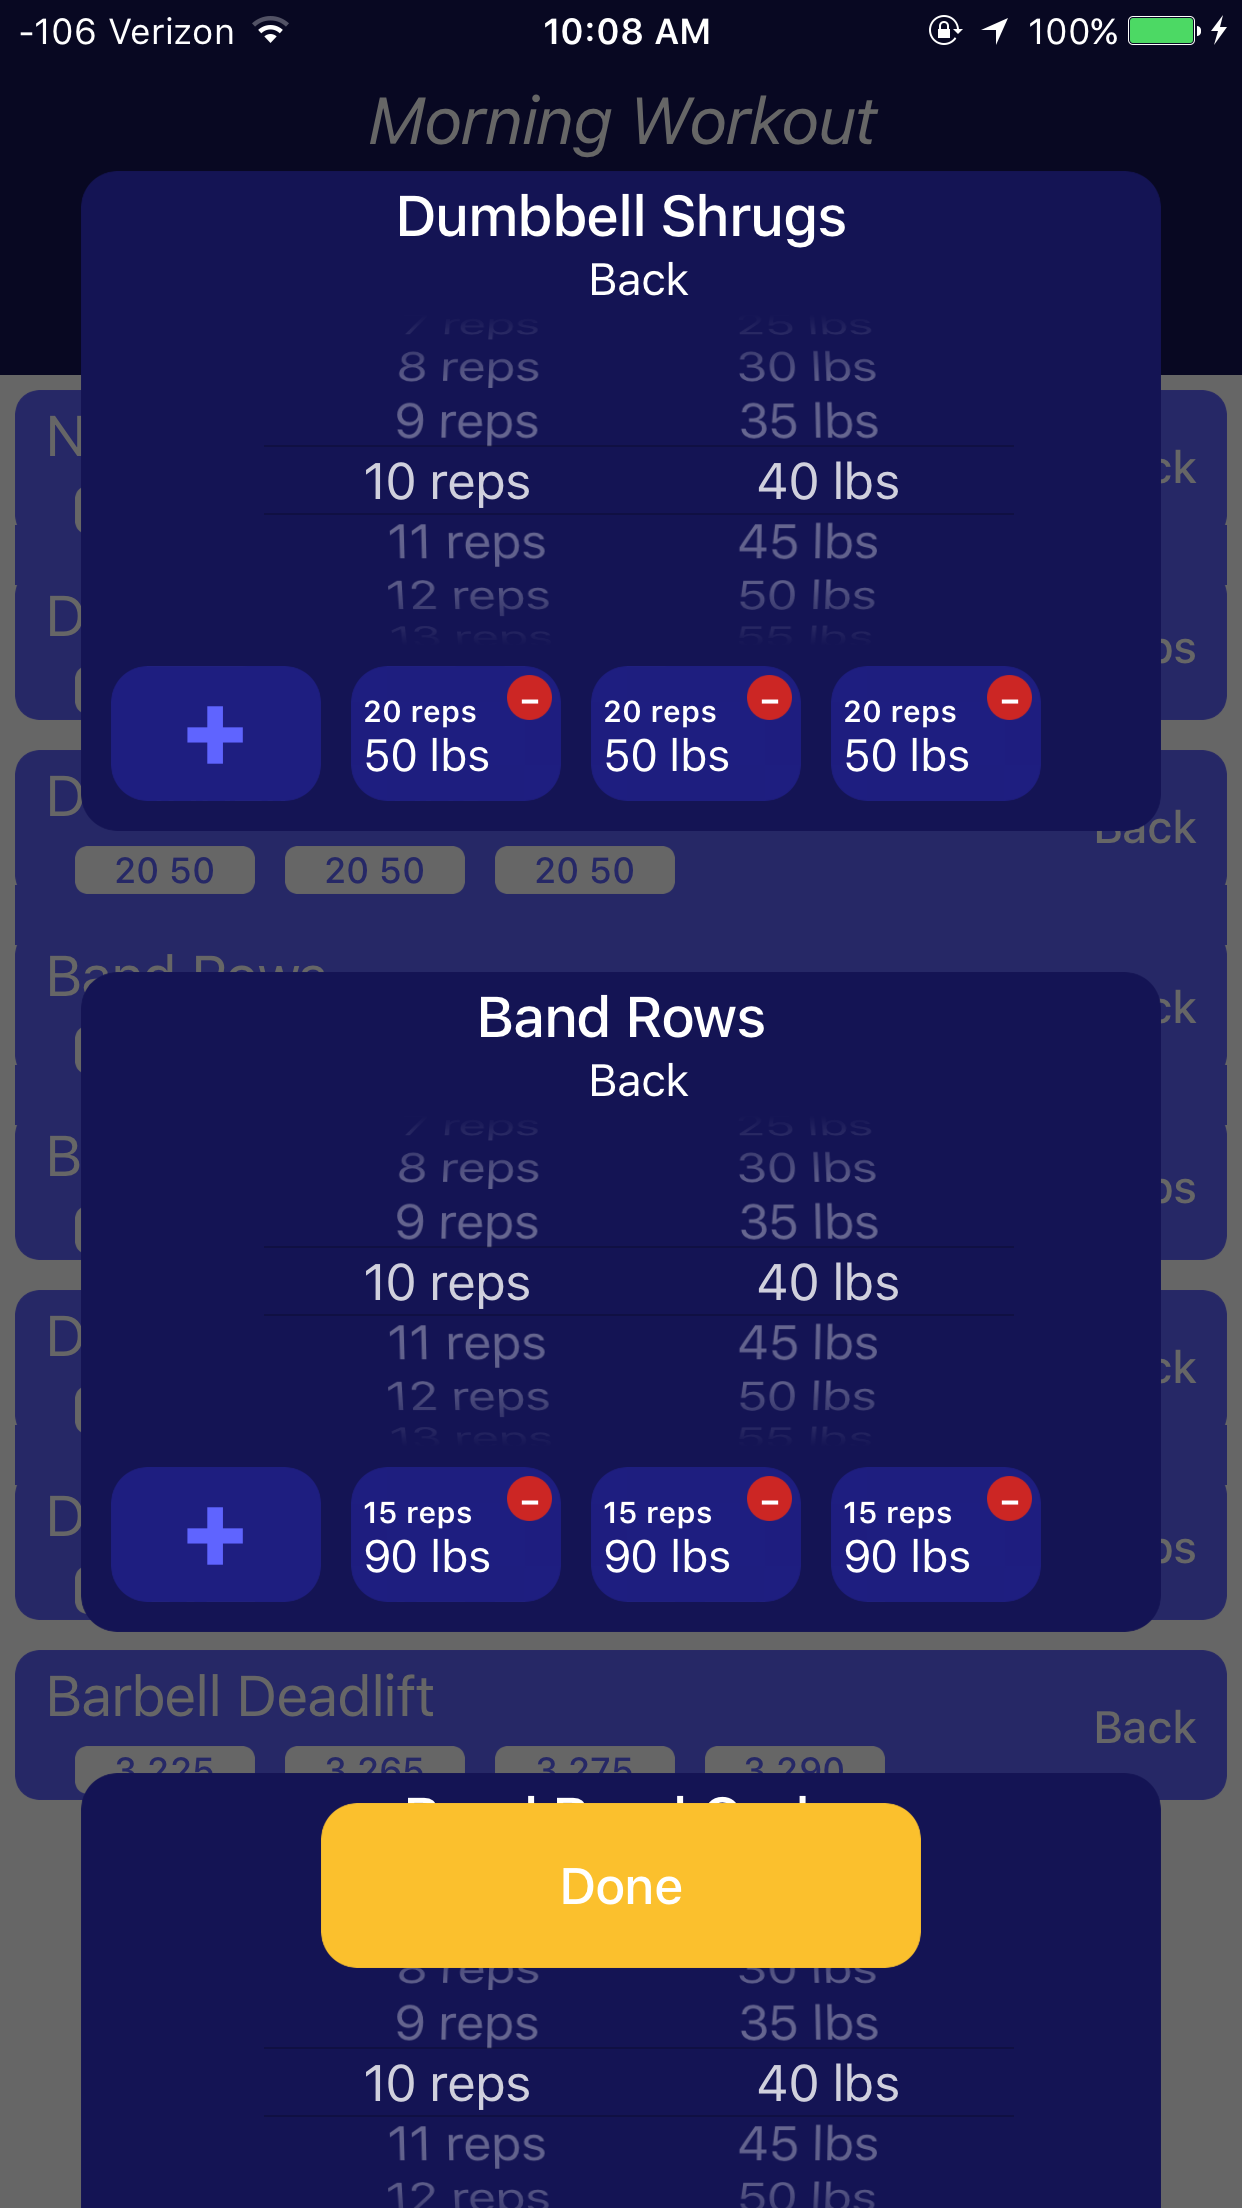 -106 Verizon 10:08 AM 100%
Morning Workout
Dumbbell Shrugs
Back
7 reps 25 lbs
8 reps 30 lbs
9 reps 35 lbs
10 reps 40 lbs
11 reps 45 lbs
12 reps 50 lbs
13 reps 55 lbs
20 reps
50 lbs
20 reps
50 lbs
20 reps
50 lbs
Back
20 50 20 50 20 50
Band Rows
Band Rows
Back
7 reps 25 lbs
8 reps 30 lbs
9 reps 35 lbs
10 reps 40 lbs
11 reps 45 lbs
12 reps 50 lbs
13 reps 55 lbs
15 reps
90 lbs
15 reps
90 lbs
15 reps
90 lbs
Barbell Deadlift
Back
3 225 3 265 3 275 3 290
Done
8 reps 30 lbs
9 reps 35 lbs
10 reps 40 lbs
11 reps 45 lbs
12 reps 50 lbs